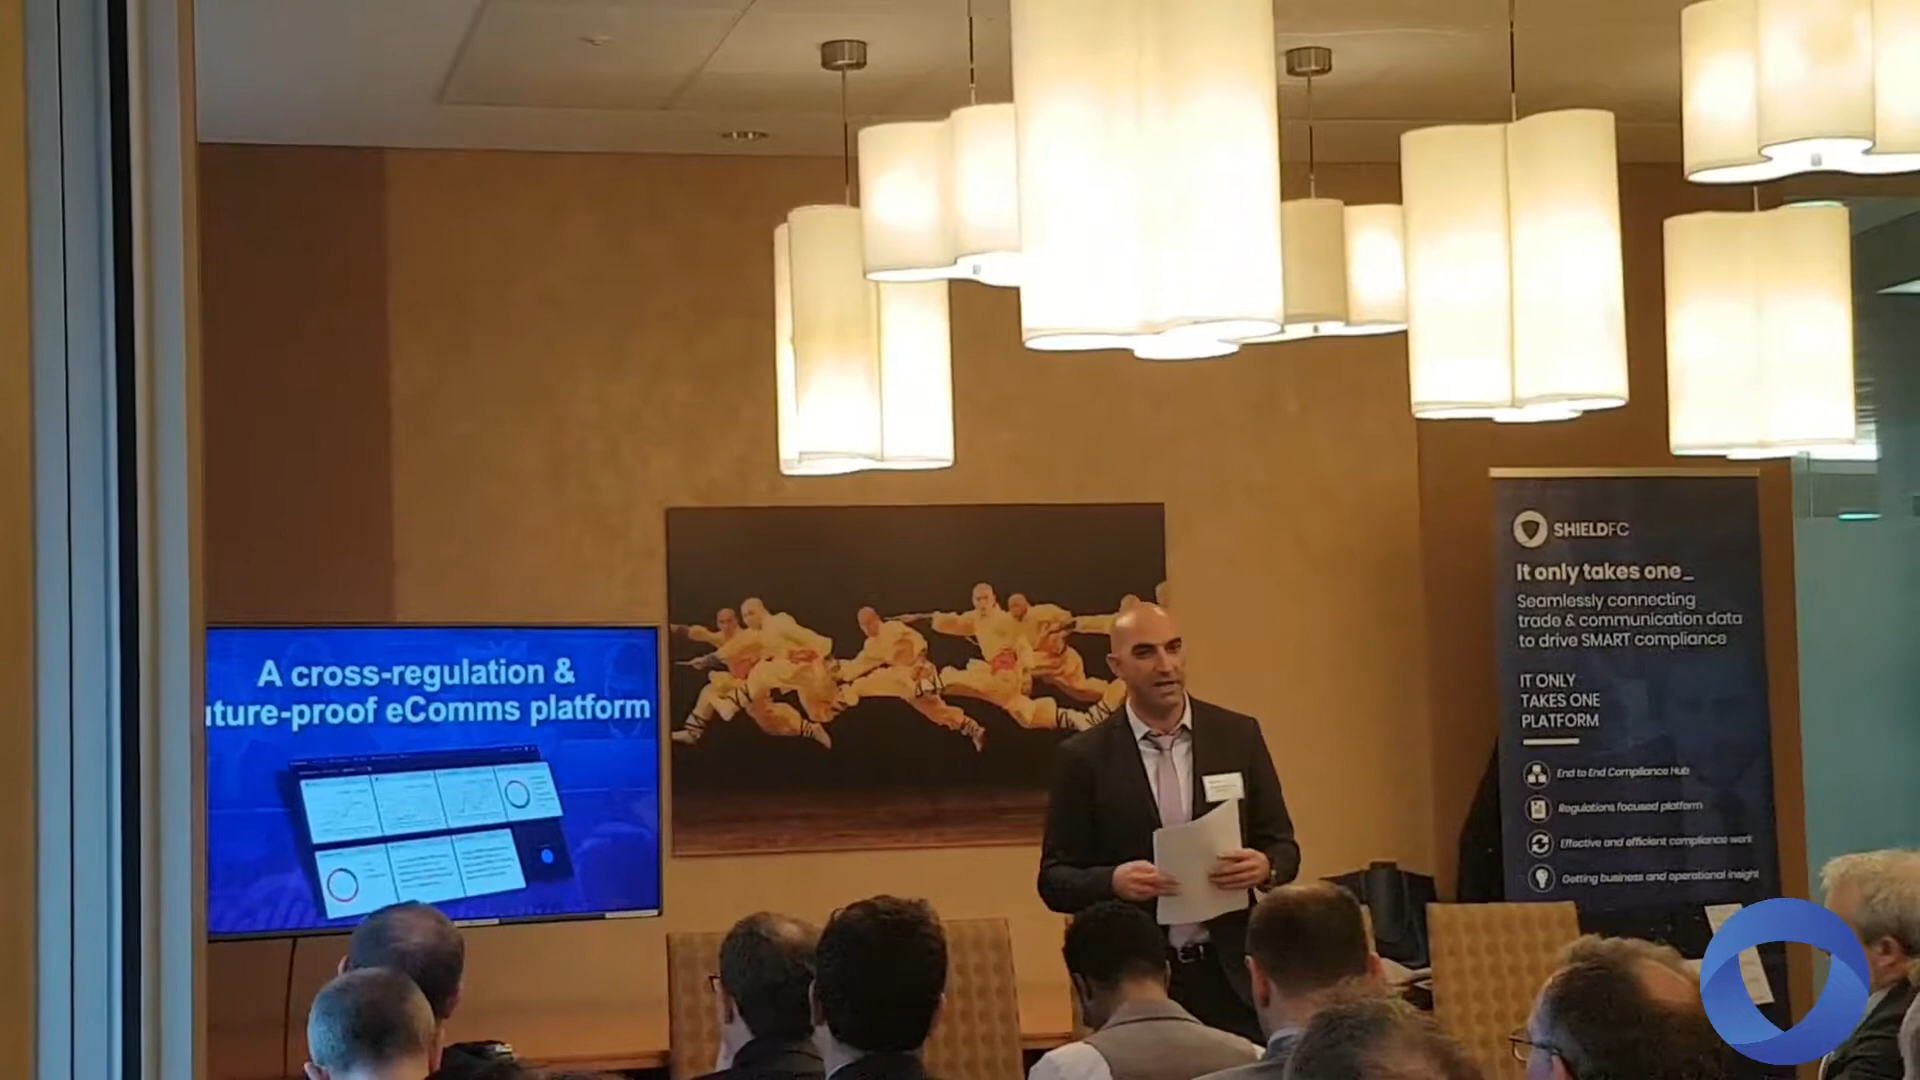 A cross-regulation &
uture-proof eComms platform
SHIELDFC
It only takes one_
Seamlessly connecting
trade & communication data
to drive SMART compliance
IT ONLY
TAKES ONE
PLATFORM
End to End Compliance Hub
Regulations focused platform
Effective and efficient compliance work
Getting business and operational insight